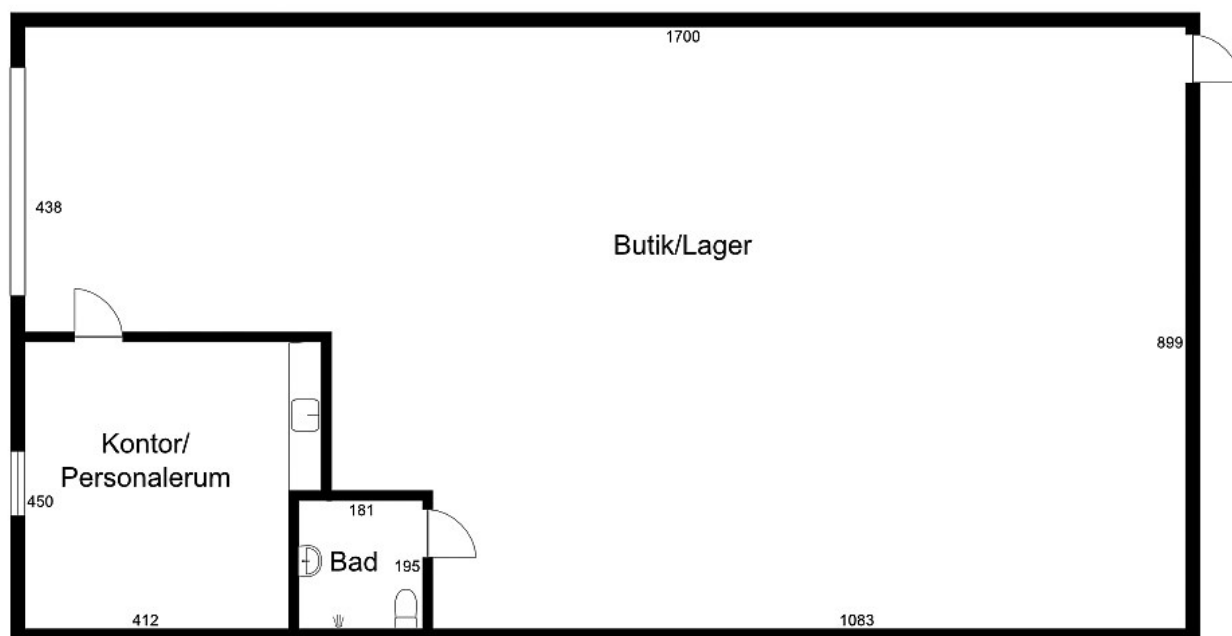 1700
438
Butik/Lager
899
Kontor/
Personalerum
450
181
Bad
195
412
1083